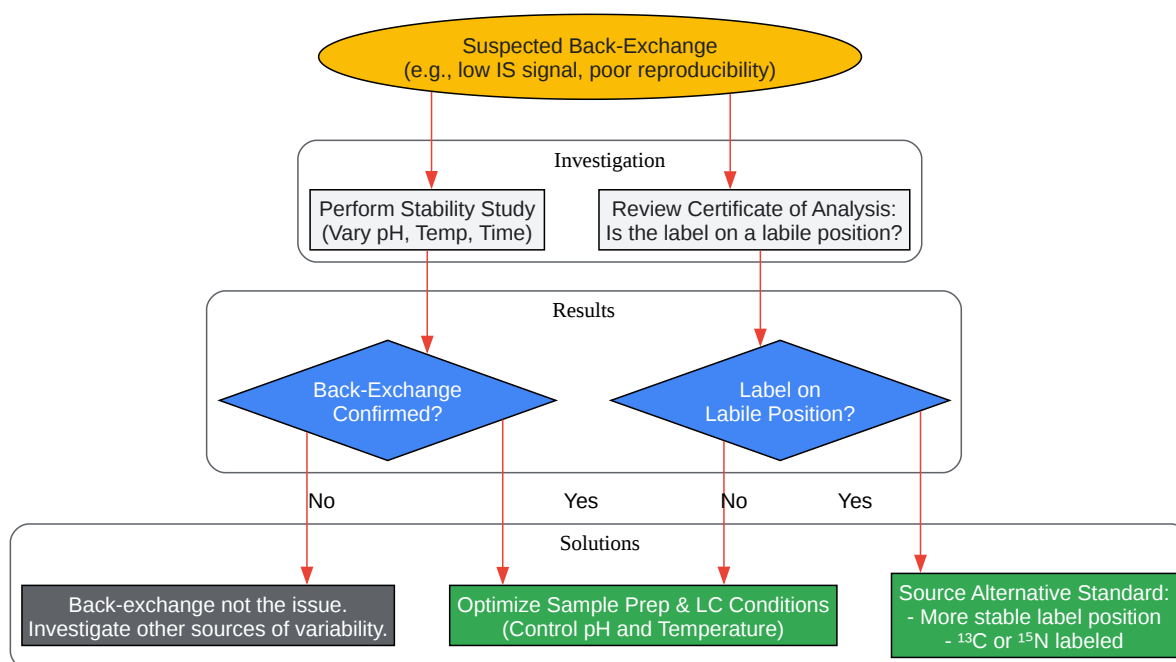 Suspected Back-Exchange
(e.g., low IS signal, poor reproducibility)
Investigation
Perform Stability Study
(Vary pH, Temp, Time)
Review Certificate of Analysis:
Is the label on a labile position?
Results
Back-Exchange
Confirmed?
Label on
Labile Position?
No
Yes
No
Yes
Solutions
Back-exchange not the issue.
Investigate other sources of variability.
Optimize Sample Prep & LC Conditions
(Control pH and Temperature)
Source Alternative Standard:
- More stable label position
- ¹³C or ¹⁵N labeled